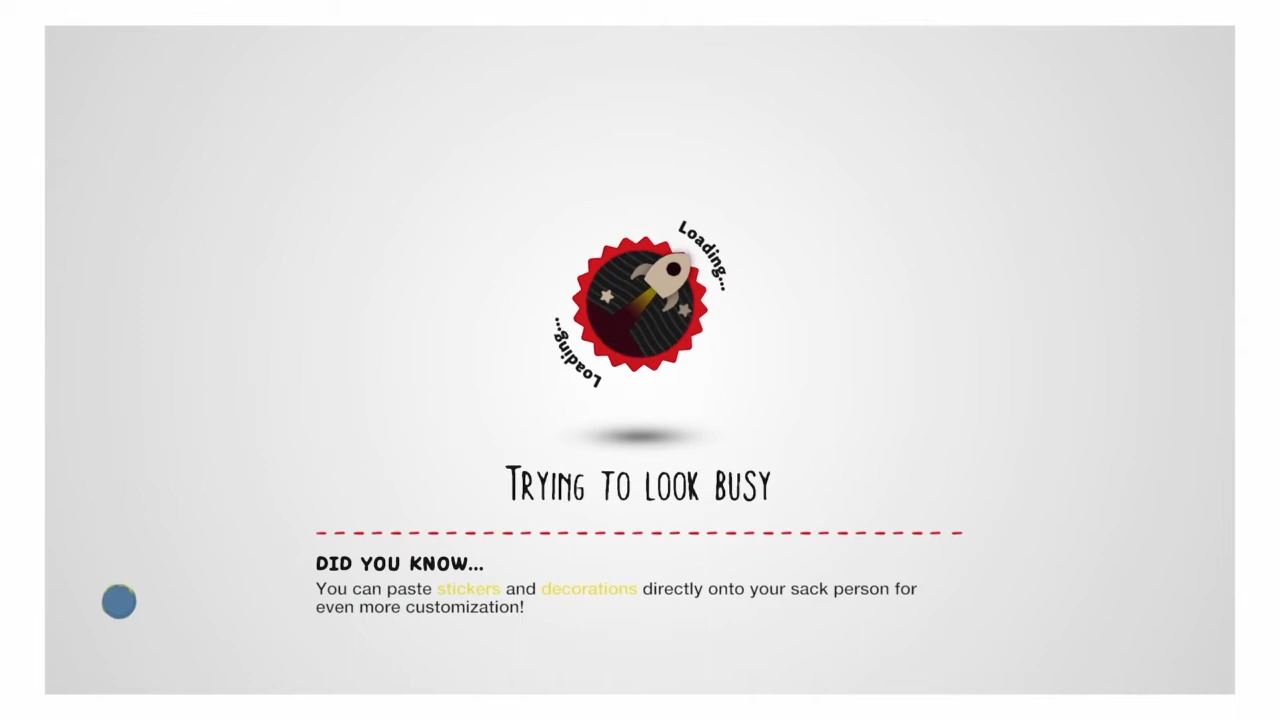 Loading...
Loading...
Trying to look busy
DID YOU KNOW...
You can paste stickers and decorations directly onto your sack person for
even more customization!